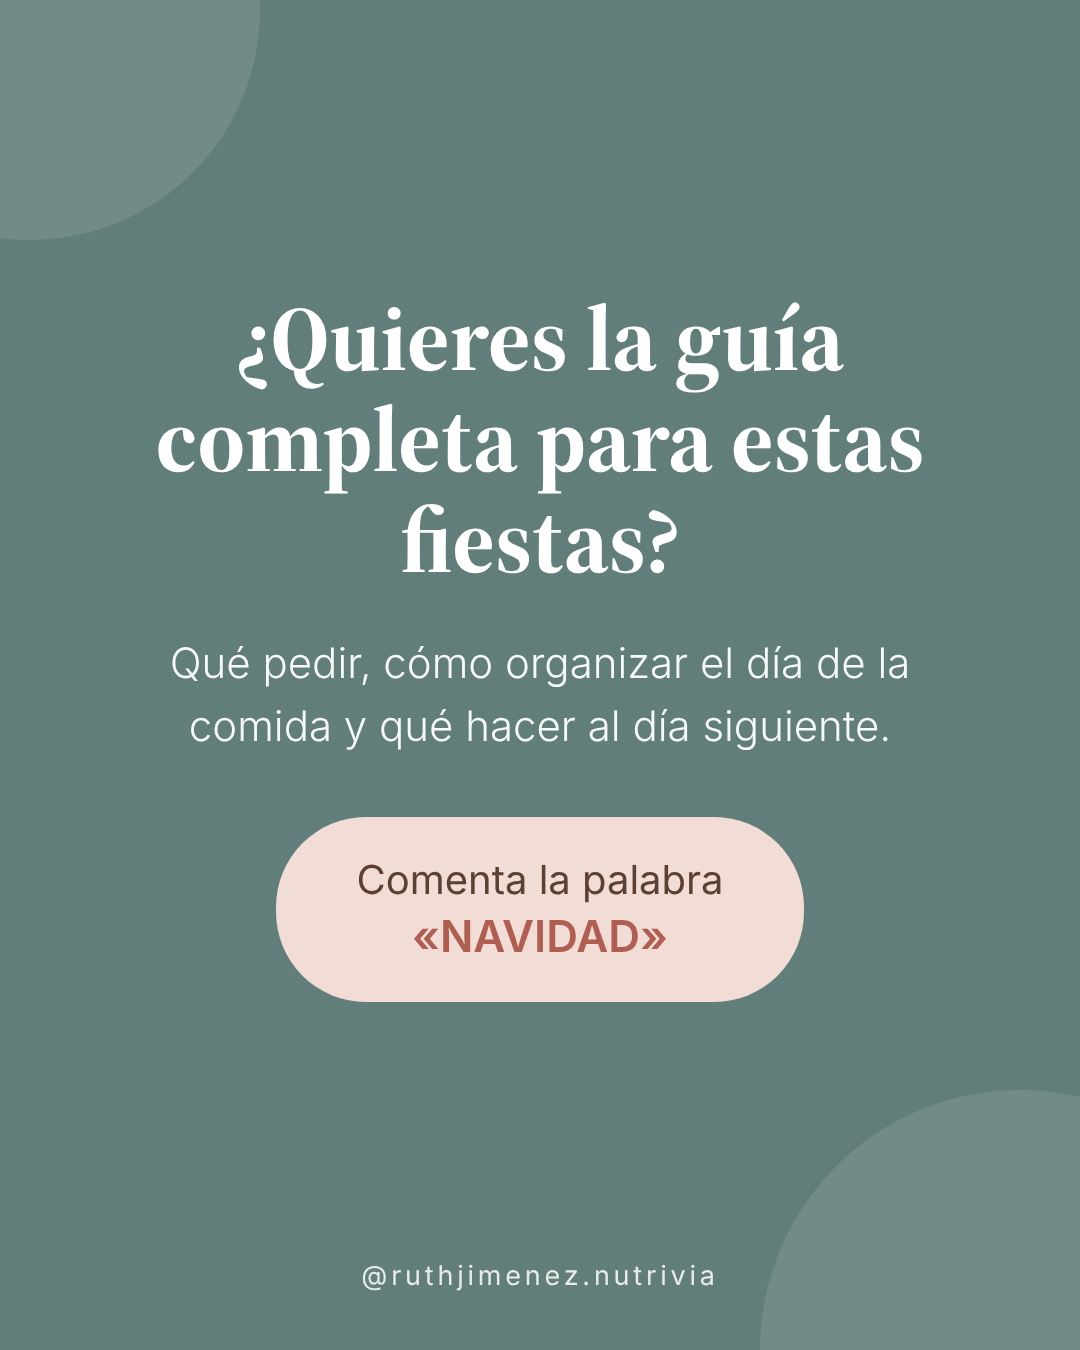 ¿Quieres la guía
completa para estas
fiestas?
Qué pedir, cómo organizar el día de la
comida y qué hacer al día siguiente.
Comenta la palabra
«NAVIDAD»
@ruthjimenez.nutrivia